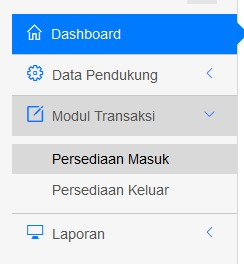 Dashboard
Data Pendukung
Modul Transaksi
Persediaan Masuk
Persediaan Keluar
Laporan